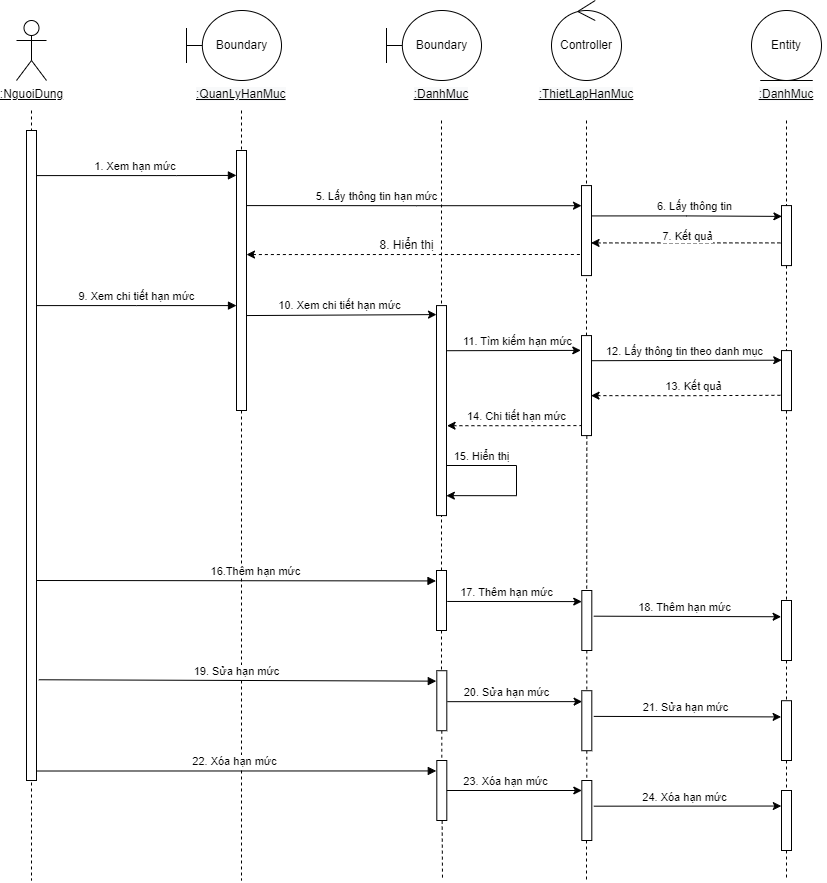 Boundary
Boundary
Controller
Entity
:NguoiDung
:QuanLyHanMuc
:DanhMuc
:ThietLapHanMuc
:DanhMuc
1. Xem hạn mức
5. Lấy thông tin hạn mức
6. Lấy thông tin
7. Kết quả
8. Hiển thị
9. Xem chi tiết hạn mức
10. Xem chi tiết hạn mức
11. Tìm kiếm hạn mức
12. Lấy thông tin theo danh mục
13. Kết quả
14. Chi tiết hạn mức
15. Hiển thị
16.Thêm hạn mức
17. Thêm hạn mức
18. Thêm hạn mức
19. Sửa hạn mức
20. Sửa hạn mức
21. Sửa hạn mức
22. Xóa hạn mức
23. Xóa hạn mức
24. Xóa hạn mức